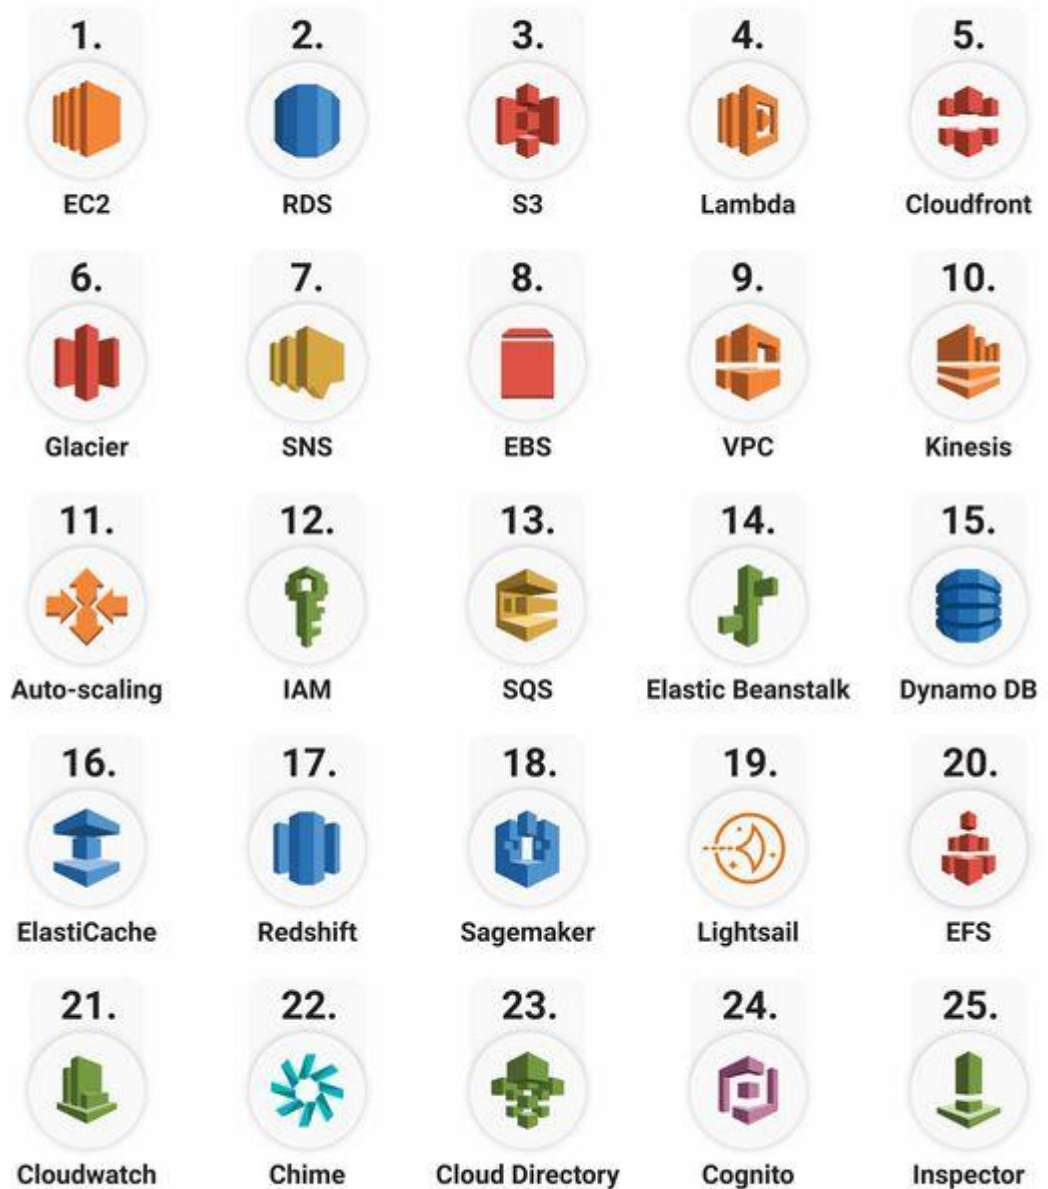 1. 2. 3. 4. 5.
EC2 RDS S3 Lambda Cloudfront
6. 7. 8. 9. 10.
Glacier SNS EBS VPC Kinesis
11. 12. 13. 14. 15.
Auto-scaling IAM SQS Elastic Beanstalk Dynamo DB
16. 17. 18. 19. 20.
ElastiCache Redshift Sagemaker Lightsail EFS
21. 22. 23. 24. 25.
Cloudwatch Chime Cloud Directory Cognito Inspector